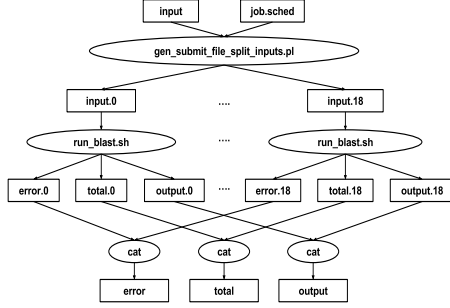 input job.sched
gen_submit_file_split_inputs.pl
input.0 .... input.18
run_blast.sh .... run_blast.sh
error.0 total.0 output.0 .... error.18 total.18 output.18
cat cat cat
error total output